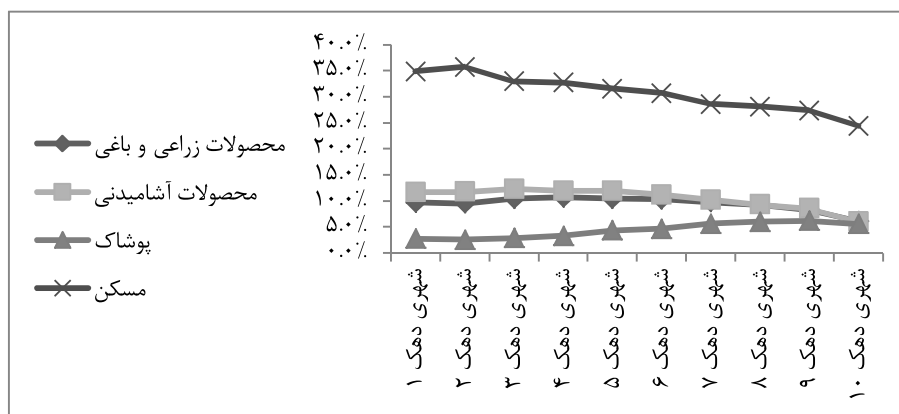 ۴۰.۰٪
۳۵.۰٪
۳۰.۰٪
۲۵.۰٪
۲۰.۰٪
۱۵.۰٪
۱۰.۰٪
۵.۰٪
۰.۰٪
محصولات زراعی و باغی
محصولات آشامیدنی
پوشاک
مسکن
شهری دهک ۱
شهری دهک ۲
شهری دهک ۳
شهری دهک ۴
شهری دهک ۵
شهری دهک ۶
شهری دهک ۷
شهری دهک ۸
شهری دهک ۹
شهری دهک ۱۰